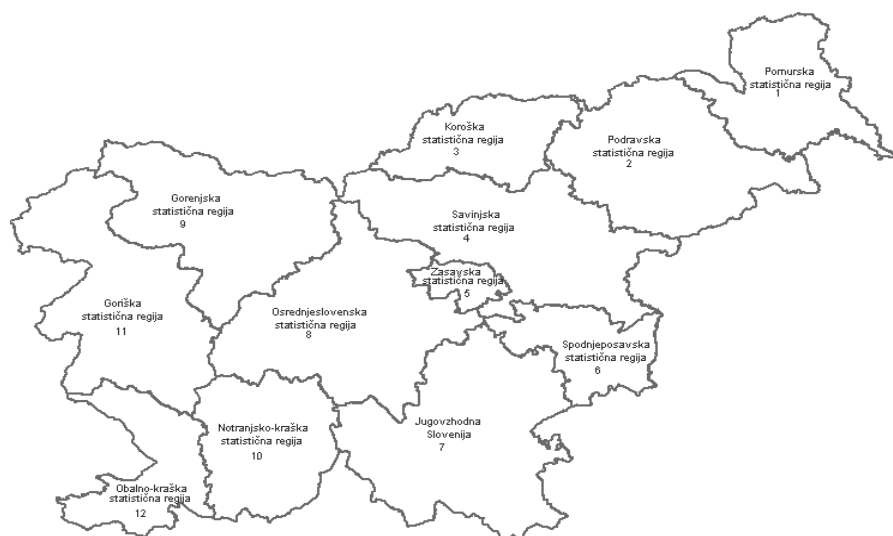 Pomurska
statistična regija
1
Podravska
statistična regija
2
Koroška
statistična regija
3
Savinjska
statistična regija
4
Zasavska
statistična regija
5
Spodnjeposavska
statistična regija
6
Jugovzhodna
Slovenija
7
Osrednjeslovenska
statistična regija
8
Gorenjska
statistična regija
9
Notranjsko-kraška
statistična regija
10
Goriška
statistična regija
11
Obalno-kraška
statistična regija
12